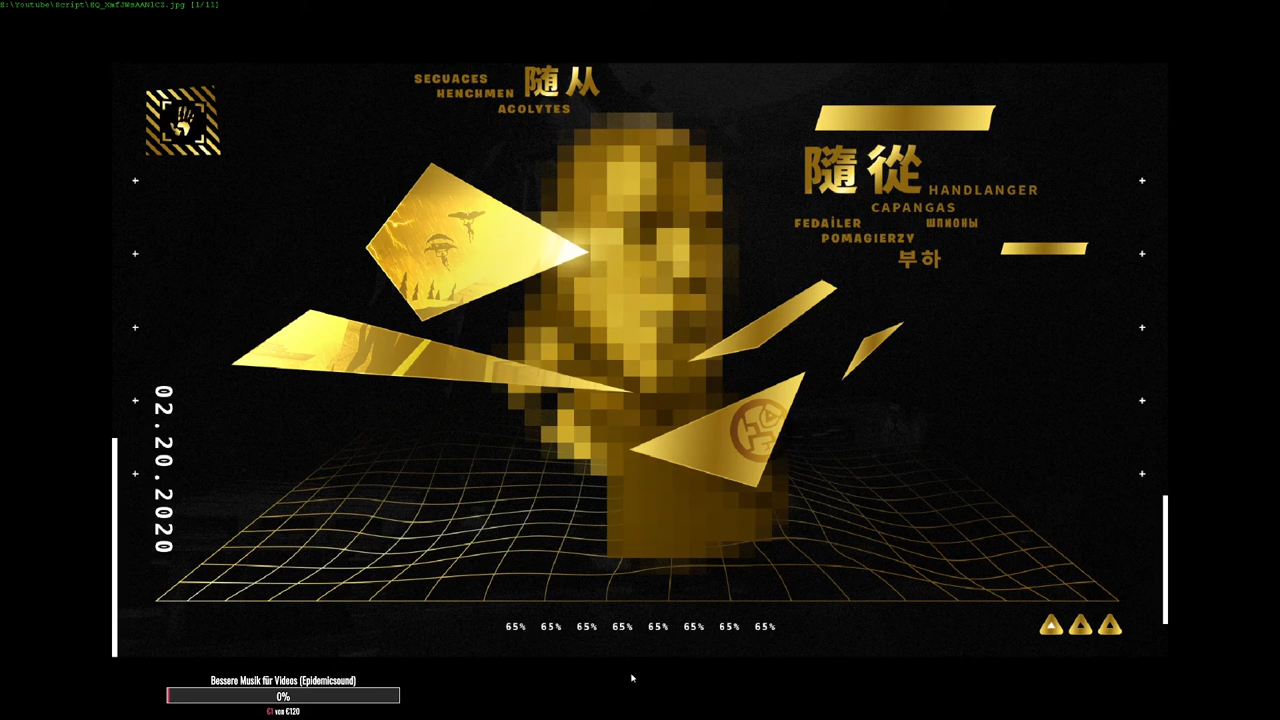 E:\Youtube\Script\EQ_XmfJWsAAN1CZ.jpg [1/11]
SECUACES
HENCHMEN
ACOLYTES
随从
隨從
HANDLANGER
CAPANGAS
FEDAİLER
ШПИОНЫ
POMAGIERZY
부하
02.20.2020
65% 65% 65% 65% 65% 65% 65% 65%
Bessere Musik für Videos (Epidemicsound)
0%
€1 von €120